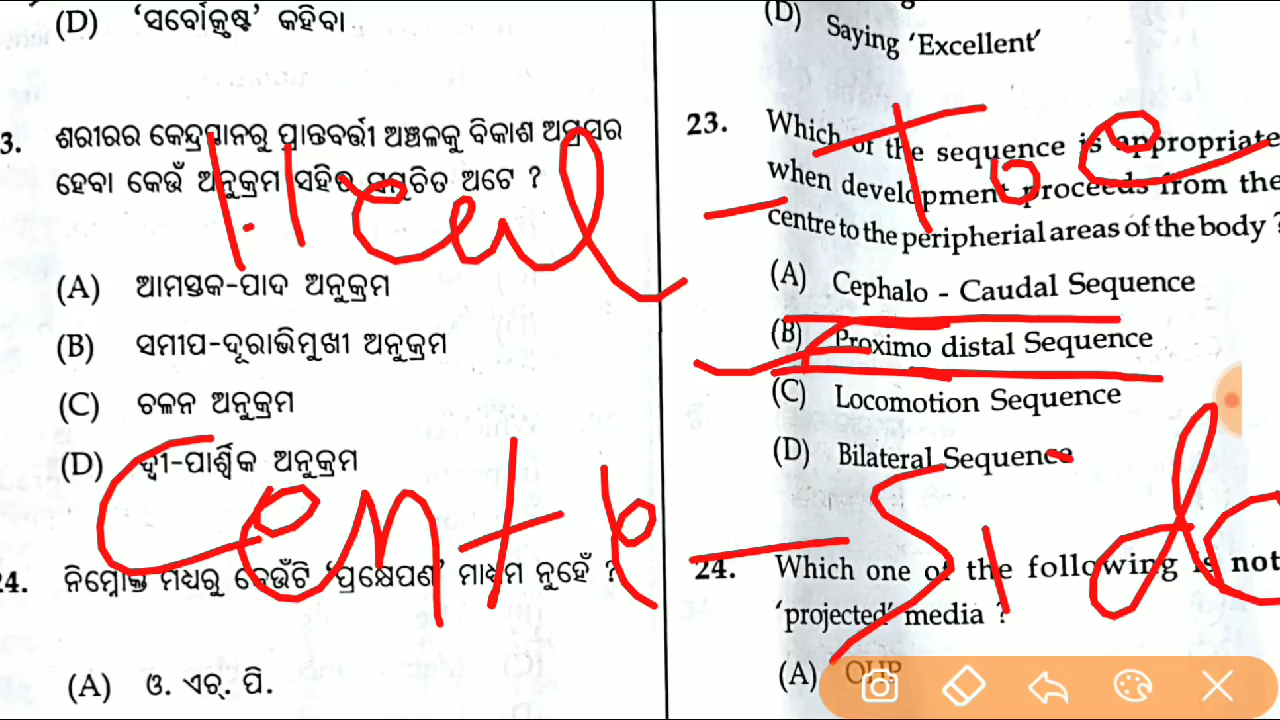 (D) ‘ସର୍ବୋତ୍କୃଷ୍ଟ’ କହିବା
3. ଶରୀରର କେନ୍ଦ୍ରସ୍ଥାନରୁ ପ୍ରାନ୍ତବର୍ତ୍ତୀ ଅଞ୍ଚଳକୁ ବିକାଶ ଅଗ୍ରସର
ହେବା କେଉଁ ଅନୁକ୍ରମ ସହିତ ସମୁଚିତ ଅଟେ ?
(A) ଆମସ୍ତକ-ପାଦ ଅନୁକ୍ରମ
(B) ସମୀପ-ଦୂରାଭିମୁଖୀ ଅନୁକ୍ରମ
(C) ଚଳନ ଅନୁକ୍ରମ
(D) ଦ୍ୱୀ-ପାର୍ଶ୍ୱିକ ଅନୁକ୍ରମ
24. ନିମ୍ନୋକ୍ତ ମଧ୍ୟରୁ କେଉଁଟି ‘ପ୍ରକ୍ଷେପଣ’ ମାଧ୍ୟମ ନୁହେଁ ?
(A) ଓ. ଏଚ୍. ପି.
(D) Saying ‘Excellent’
23. Which of the sequence is appropriate
when development proceeds from the
centre to the peripherial areas of the body ?
(A) Cephalo - Caudal Sequence
(B) Proximo distal Sequence
(C) Locomotion Sequence
(D) Bilateral Sequence
24. Which one of the following is not
‘projected’ media ?
(A) OHP
Head
To
Cente